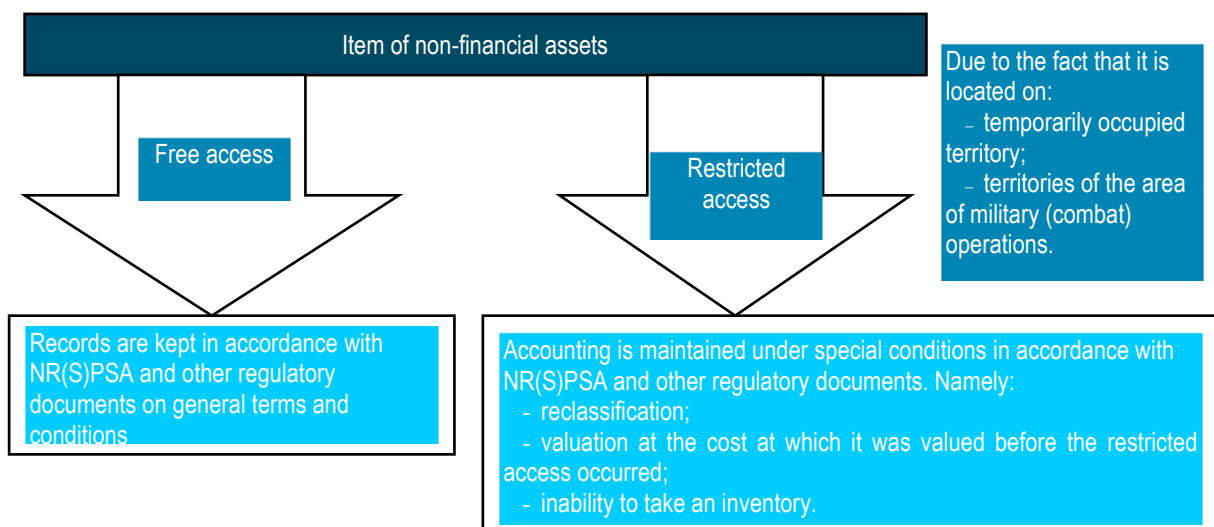 Item of non-financial assets
Due to the fact that it is
located on:
- temporarily occupied
territory;
- territories of the area
of military (combat)
operations.
Free access
Restricted
access
Records are kept in accordance with
NR(S)PSA and other regulatory
documents on general terms and
conditions
Accounting is maintained under special conditions in accordance with
NR(S)PSA and other regulatory documents. Namely:
- reclassification;
- valuation at the cost at which it was valued before the restricted
access occurred;
- inability to take an inventory.